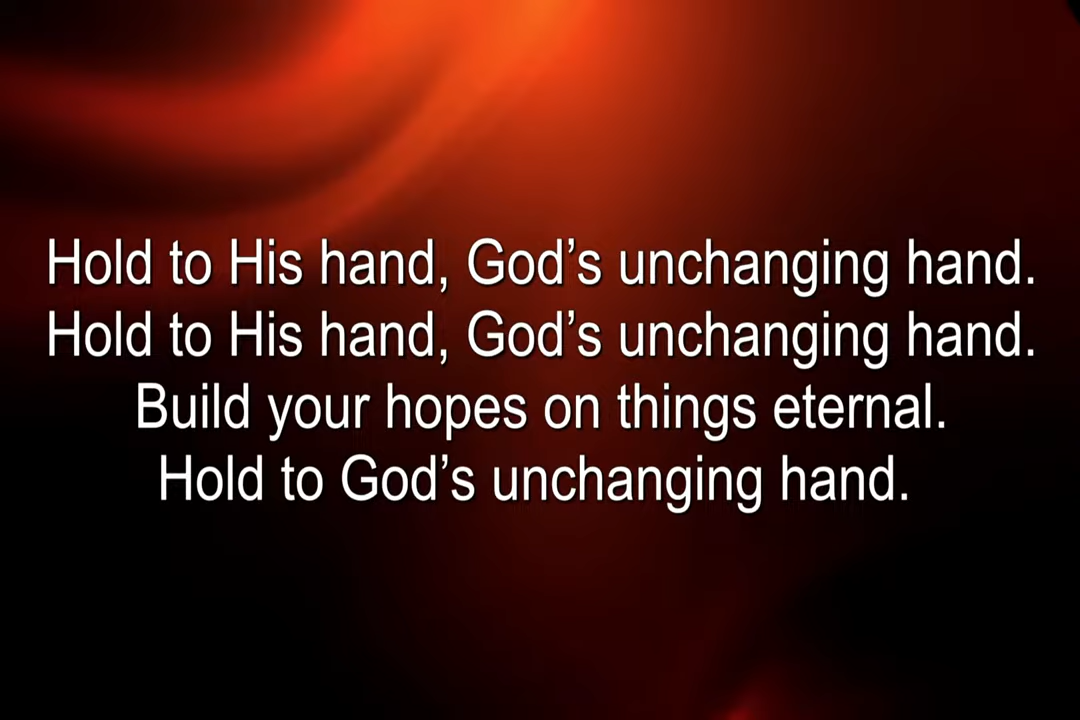 Hold to His hand, God’s unchanging hand.
Hold to His hand, God’s unchanging hand.
Build your hopes on things eternal.
Hold to God’s unchanging hand.